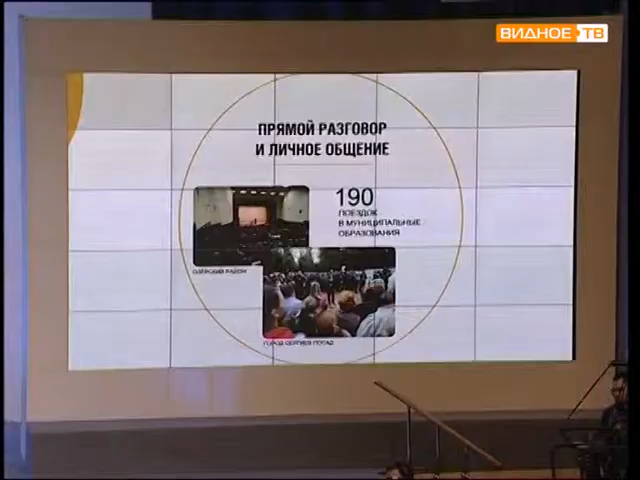 ВИДНОЕ ТВ
ПРЯМОЙ РАЗГОВОР
И ЛИЧНОЕ ОБЩЕНИЕ
190
ПОЕЗДОК
В МУНИЦИПАЛЬНЫЕ
ОБРАЗОВАНИЯ
ОЗЁРСКИЙ РАЙОН
ГОРОД СЕРГИЕВ ПОСАД